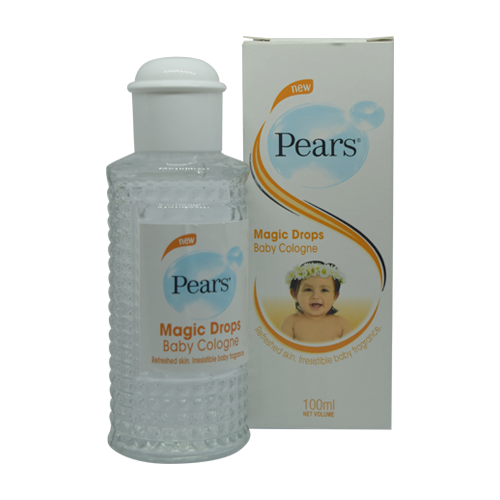 new
Pears®
Magic Drops
Baby Cologne
Refreshed skin. Irresistible baby fragrance.
new
Pears®
Magic Drops
Baby Cologne
Refreshed skin. Irresistible baby fragrance.
100ml
NET VOLUME